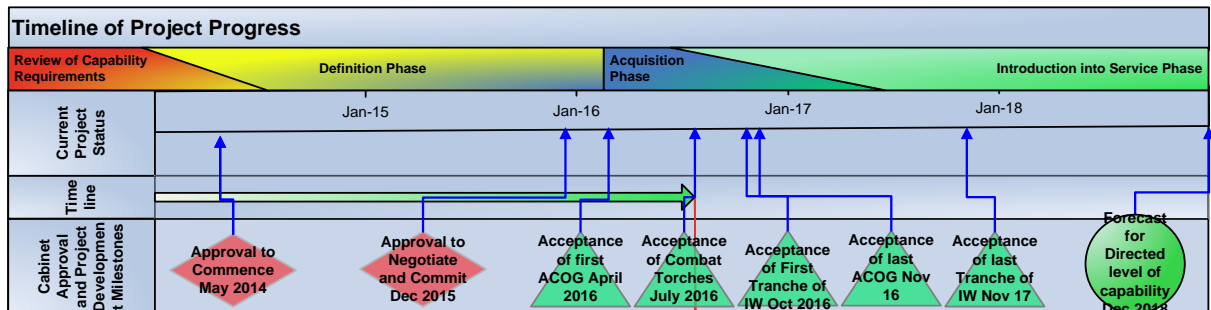 Timeline of Project Progress
Review of Capability
Requirements
Definition Phase
Acquisition
Phase
Introduction into Service Phase
Current
Project
Status
Jan-15
Jan-16
Jan-17
Jan-18
Time
line
Cabinet
Approval
and Project
Developmen
t Milestones
Approval to
Commence
May 2014
Approval to
Negotiate
and Commit
Dec 2015
Acceptance
of first
ACOG April
2016
Acceptance
of Combat
Torches
July 2016
Acceptance
of First
Tranche of
IW Oct 2016
Acceptance
of last
ACOG Nov
16
Acceptance
of last
Tranche of
IW Nov 17
Forecast
for
Directed
level of
capability
Dec 2018